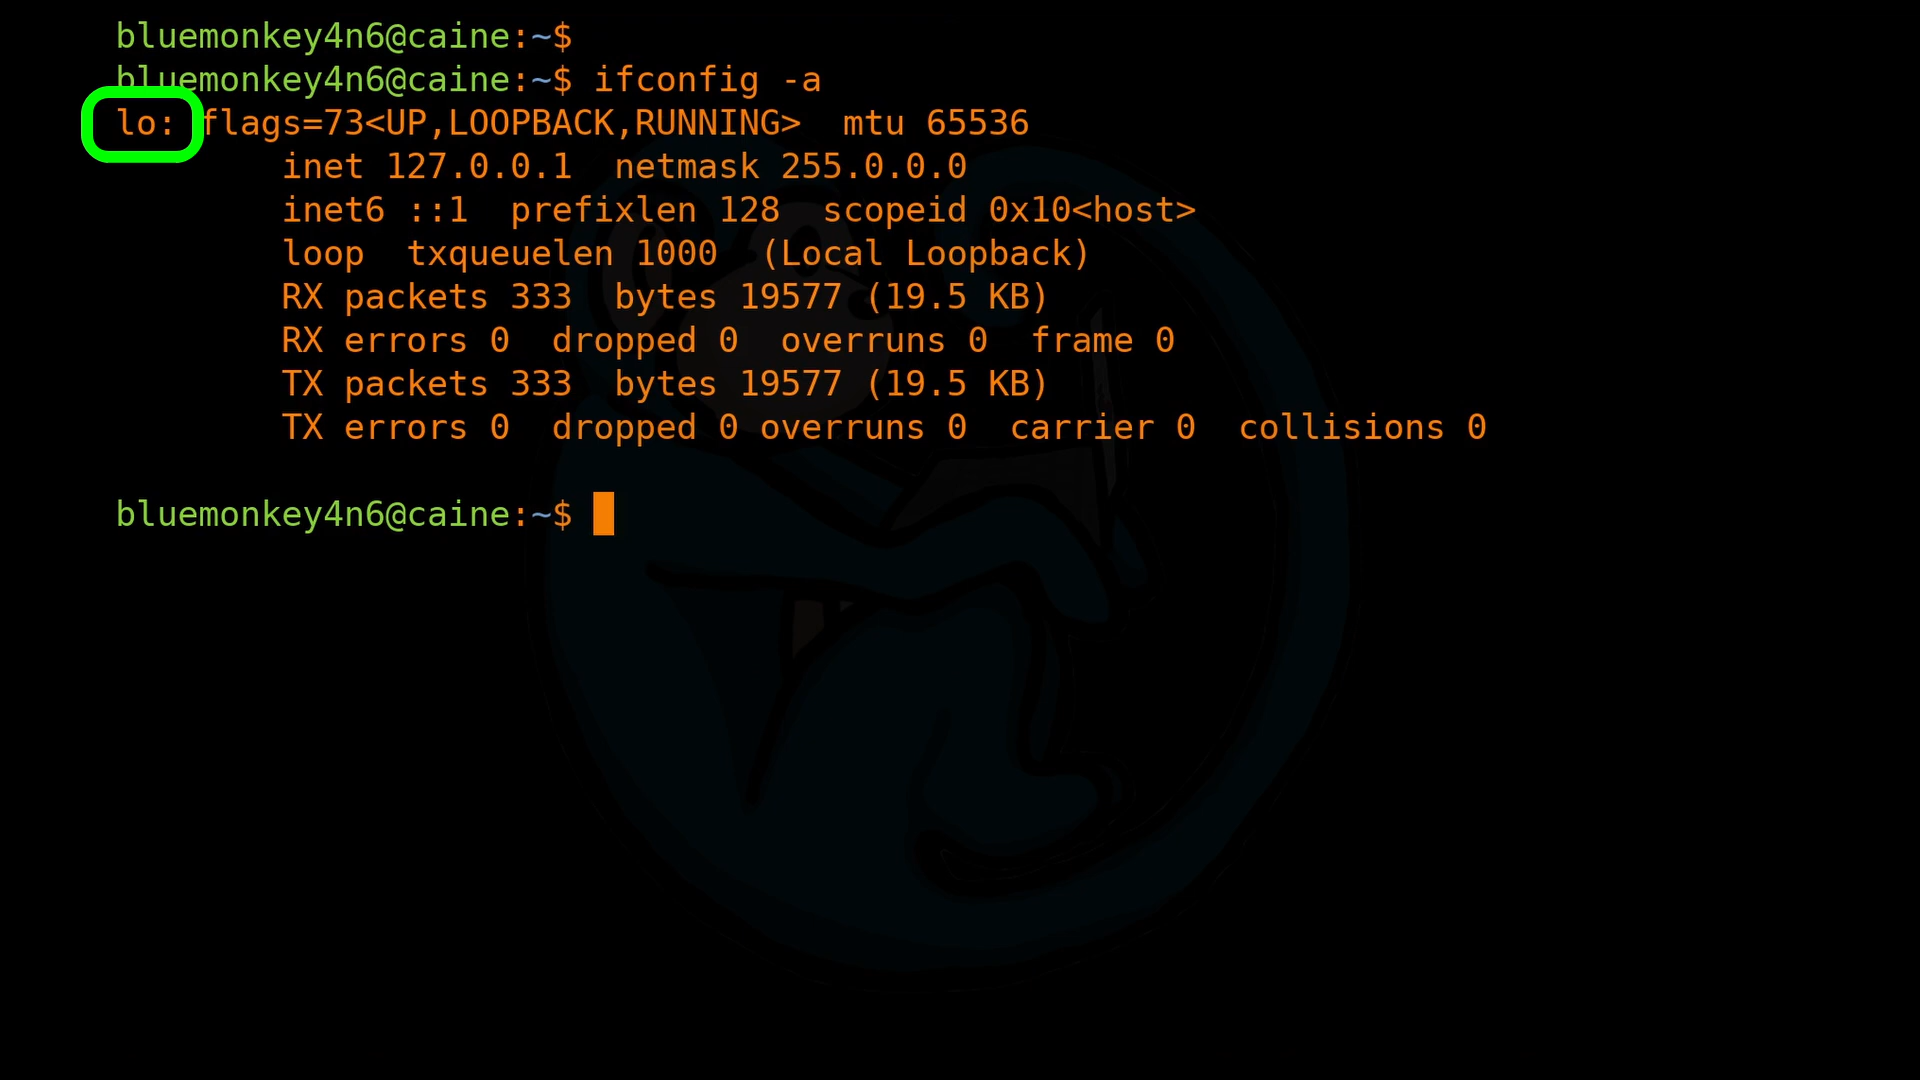 bluemonkey4n6@caine:~$
bluemonkey4n6@caine:~$ ifconfig -a
lo: flags=73<UP,LOOPBACK,RUNNING>  mtu 65536
        inet 127.0.0.1  netmask 255.0.0.0
        inet6 ::1  prefixlen 128  scopeid 0x10<host>
        loop  txqueuelen 1000  (Local Loopback)
        RX packets 333  bytes 19577 (19.5 KB)
        RX errors 0  dropped 0  overruns 0  frame 0
        TX packets 333  bytes 19577 (19.5 KB)
        TX errors 0  dropped 0 overruns 0  carrier 0  collisions 0
bluemonkey4n6@caine:~$